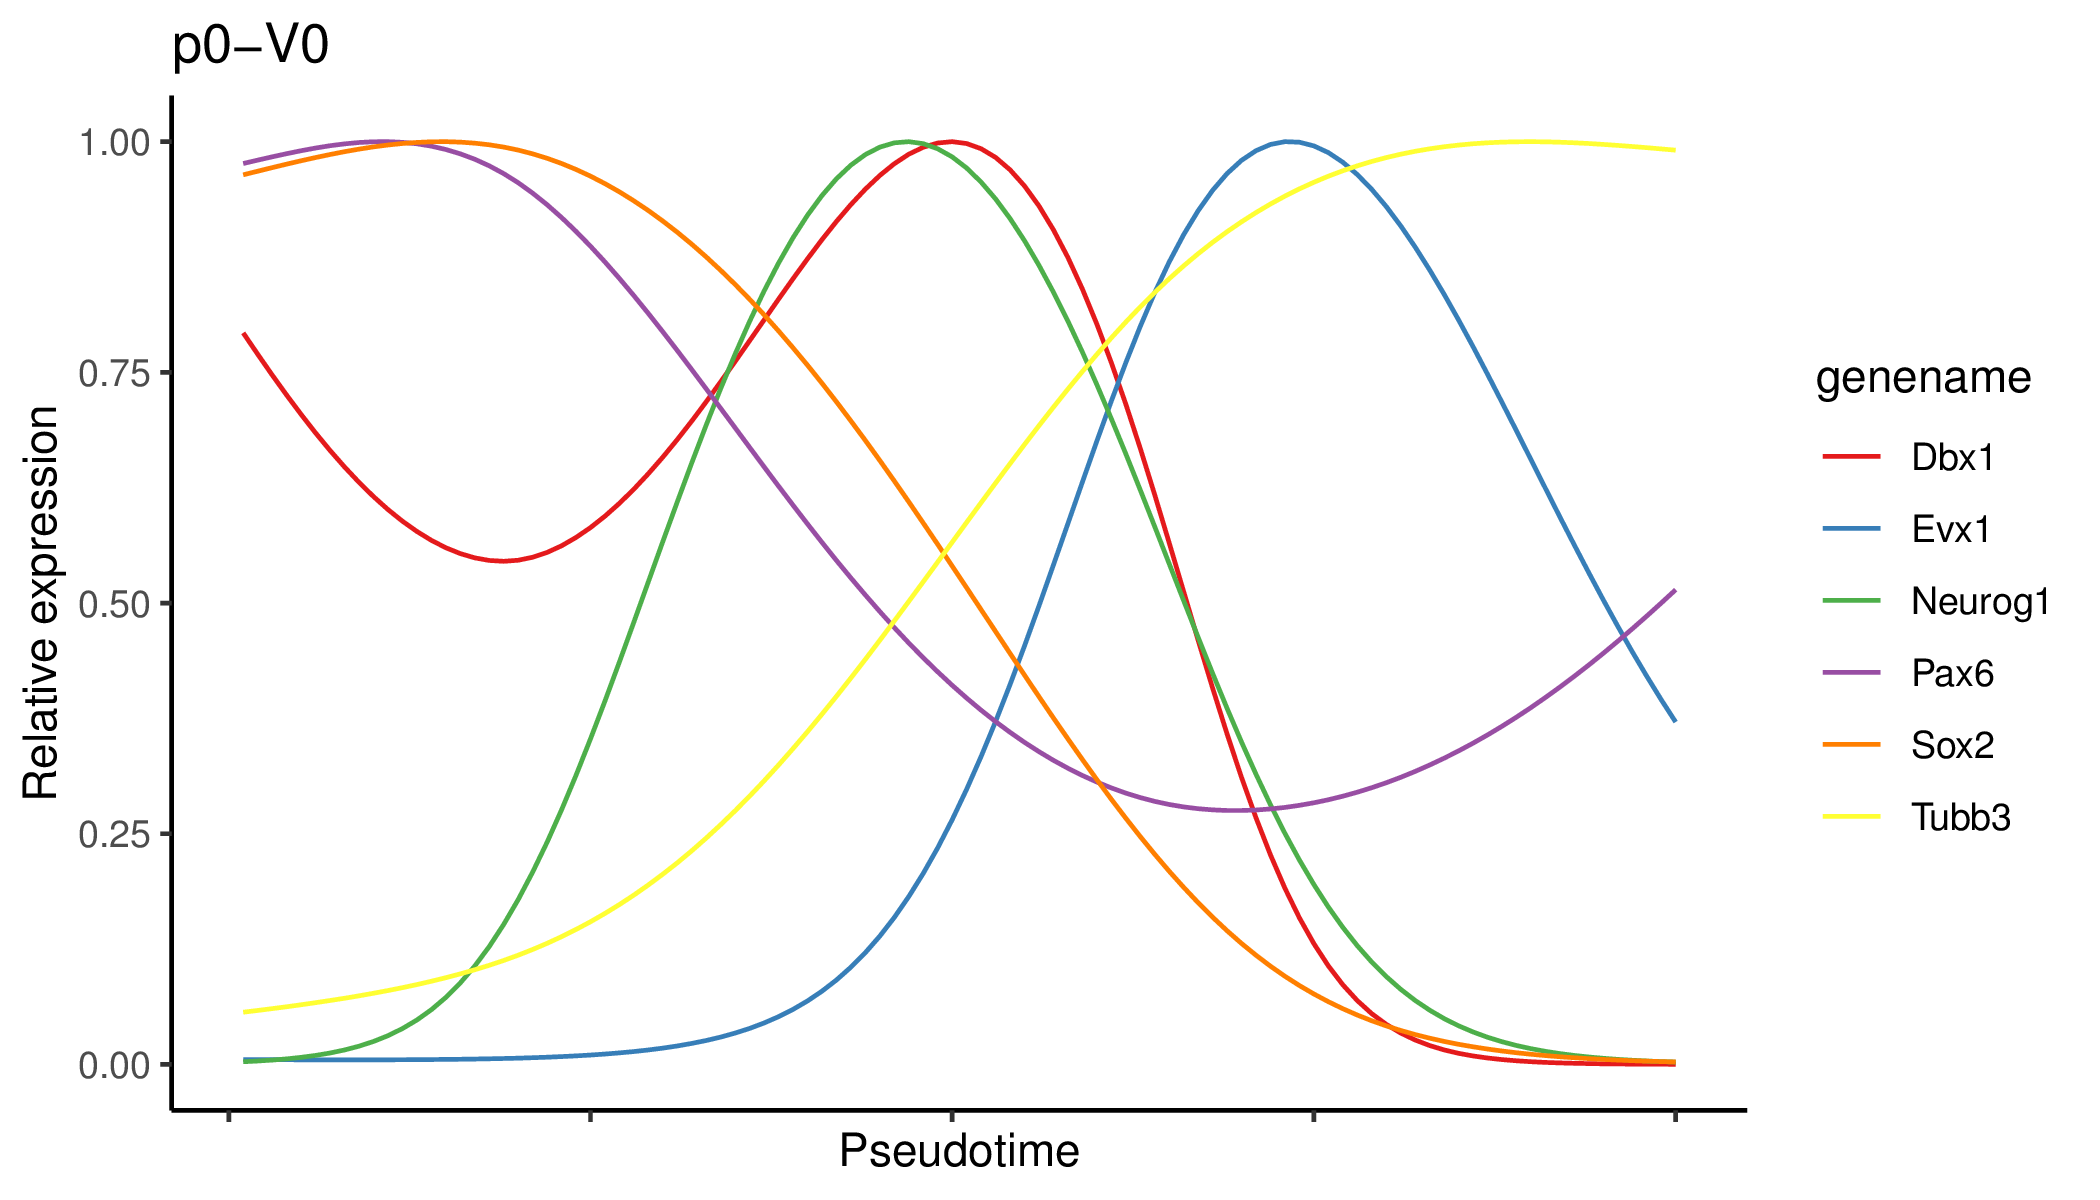 p0−V0
1.00
0.75
0.50
0.25
0.00
Relative expression
Pseudotime
genename
Dbx1
Evx1
Neurog1
Pax6
Sox2
Tubb3